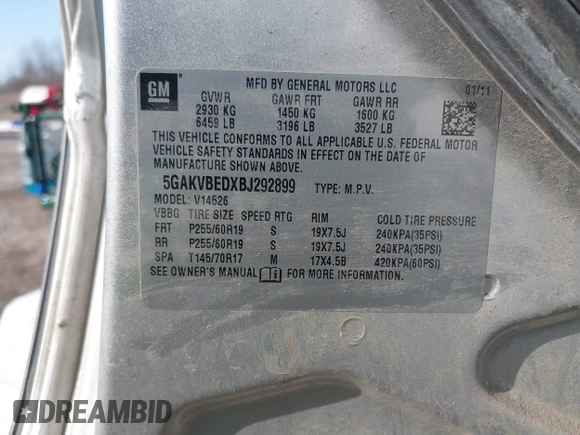 GM
MFD BY GENERAL MOTORS LLC
01/11
GVWR GAWR FRT GAWR RR
2930 KG 1450 KG 1600 KG
6459 LB 3196 LB 3527 LB
THIS VEHICLE CONFORMS TO ALL APPLICABLE U.S. FEDERAL MOTOR
VEHICLE SAFETY STANDARDS IN EFFECT ON THE DATE OF
MANUFACTURE SHOWN ABOVE.
5GAKVBEDXBJ292899 TYPE: M.P.V.
MODEL: V14526
VBBG TIRE SIZE SPEED RTG RIM COLD TIRE PRESSURE
FRT P255/60R19 S 19X7.5J 240KPA(35PSI)
RR P255/60R19 S 19X7.5J 240KPA(35PSI)
SPA T145/70R17 M 17X4.5B 420KPA(60PSI)
SEE OWNER'S MANUAL FOR MORE INFORMATION.
DREAMBID